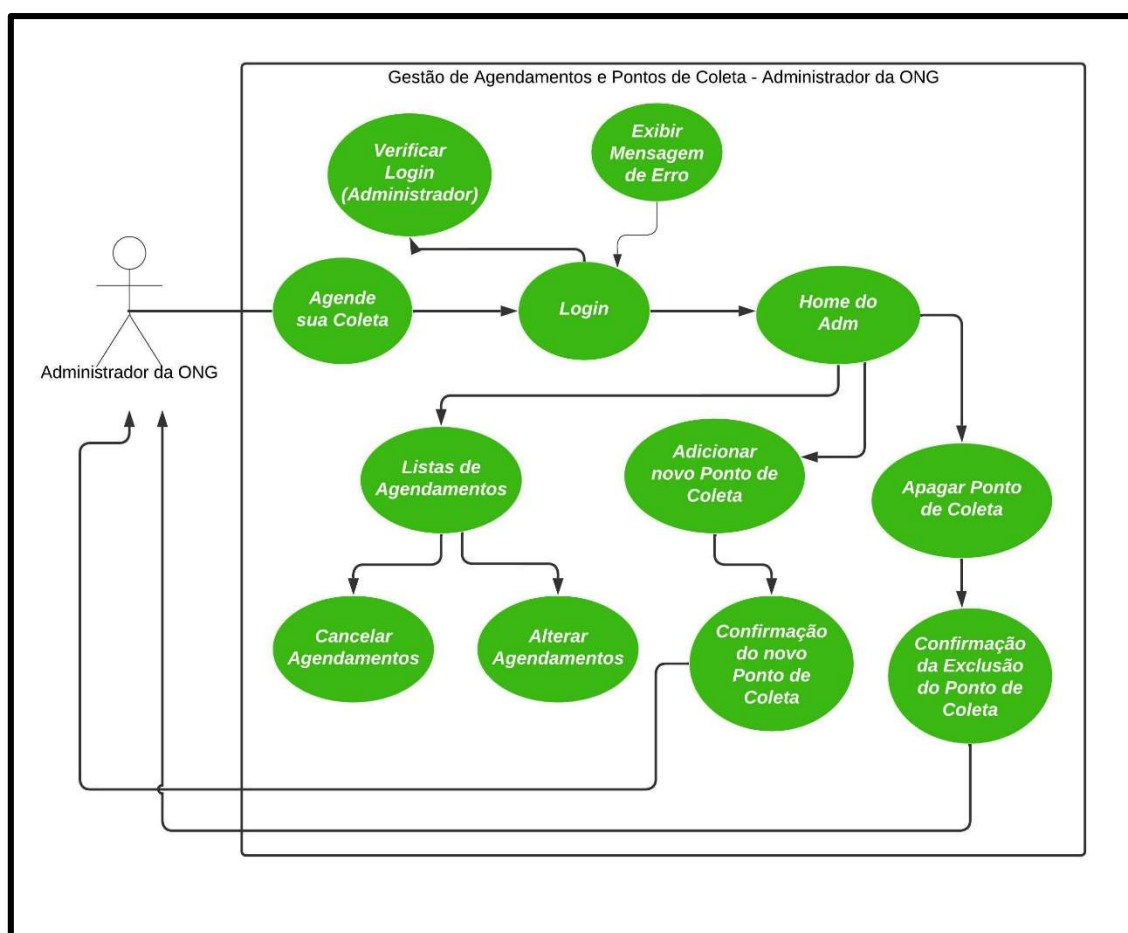 Gestão de Agendamentos e Pontos de Coleta - Administrador da ONG
Verificar
Login
(Administrador)
Exibir
Mensagem
de Erro
Agende
sua Coleta
Login
Home do
Adm
Administrador da ONG
Listas de
Agendamentos
Adicionar
novo Ponto de
Coleta
Apagar Ponto
de Coleta
Cancelar
Agendamentos
Alterar
Agendamentos
Confirmação
do novo
Ponto de
Coleta
Confirmação
da Exclusão
do Ponto de
Coleta